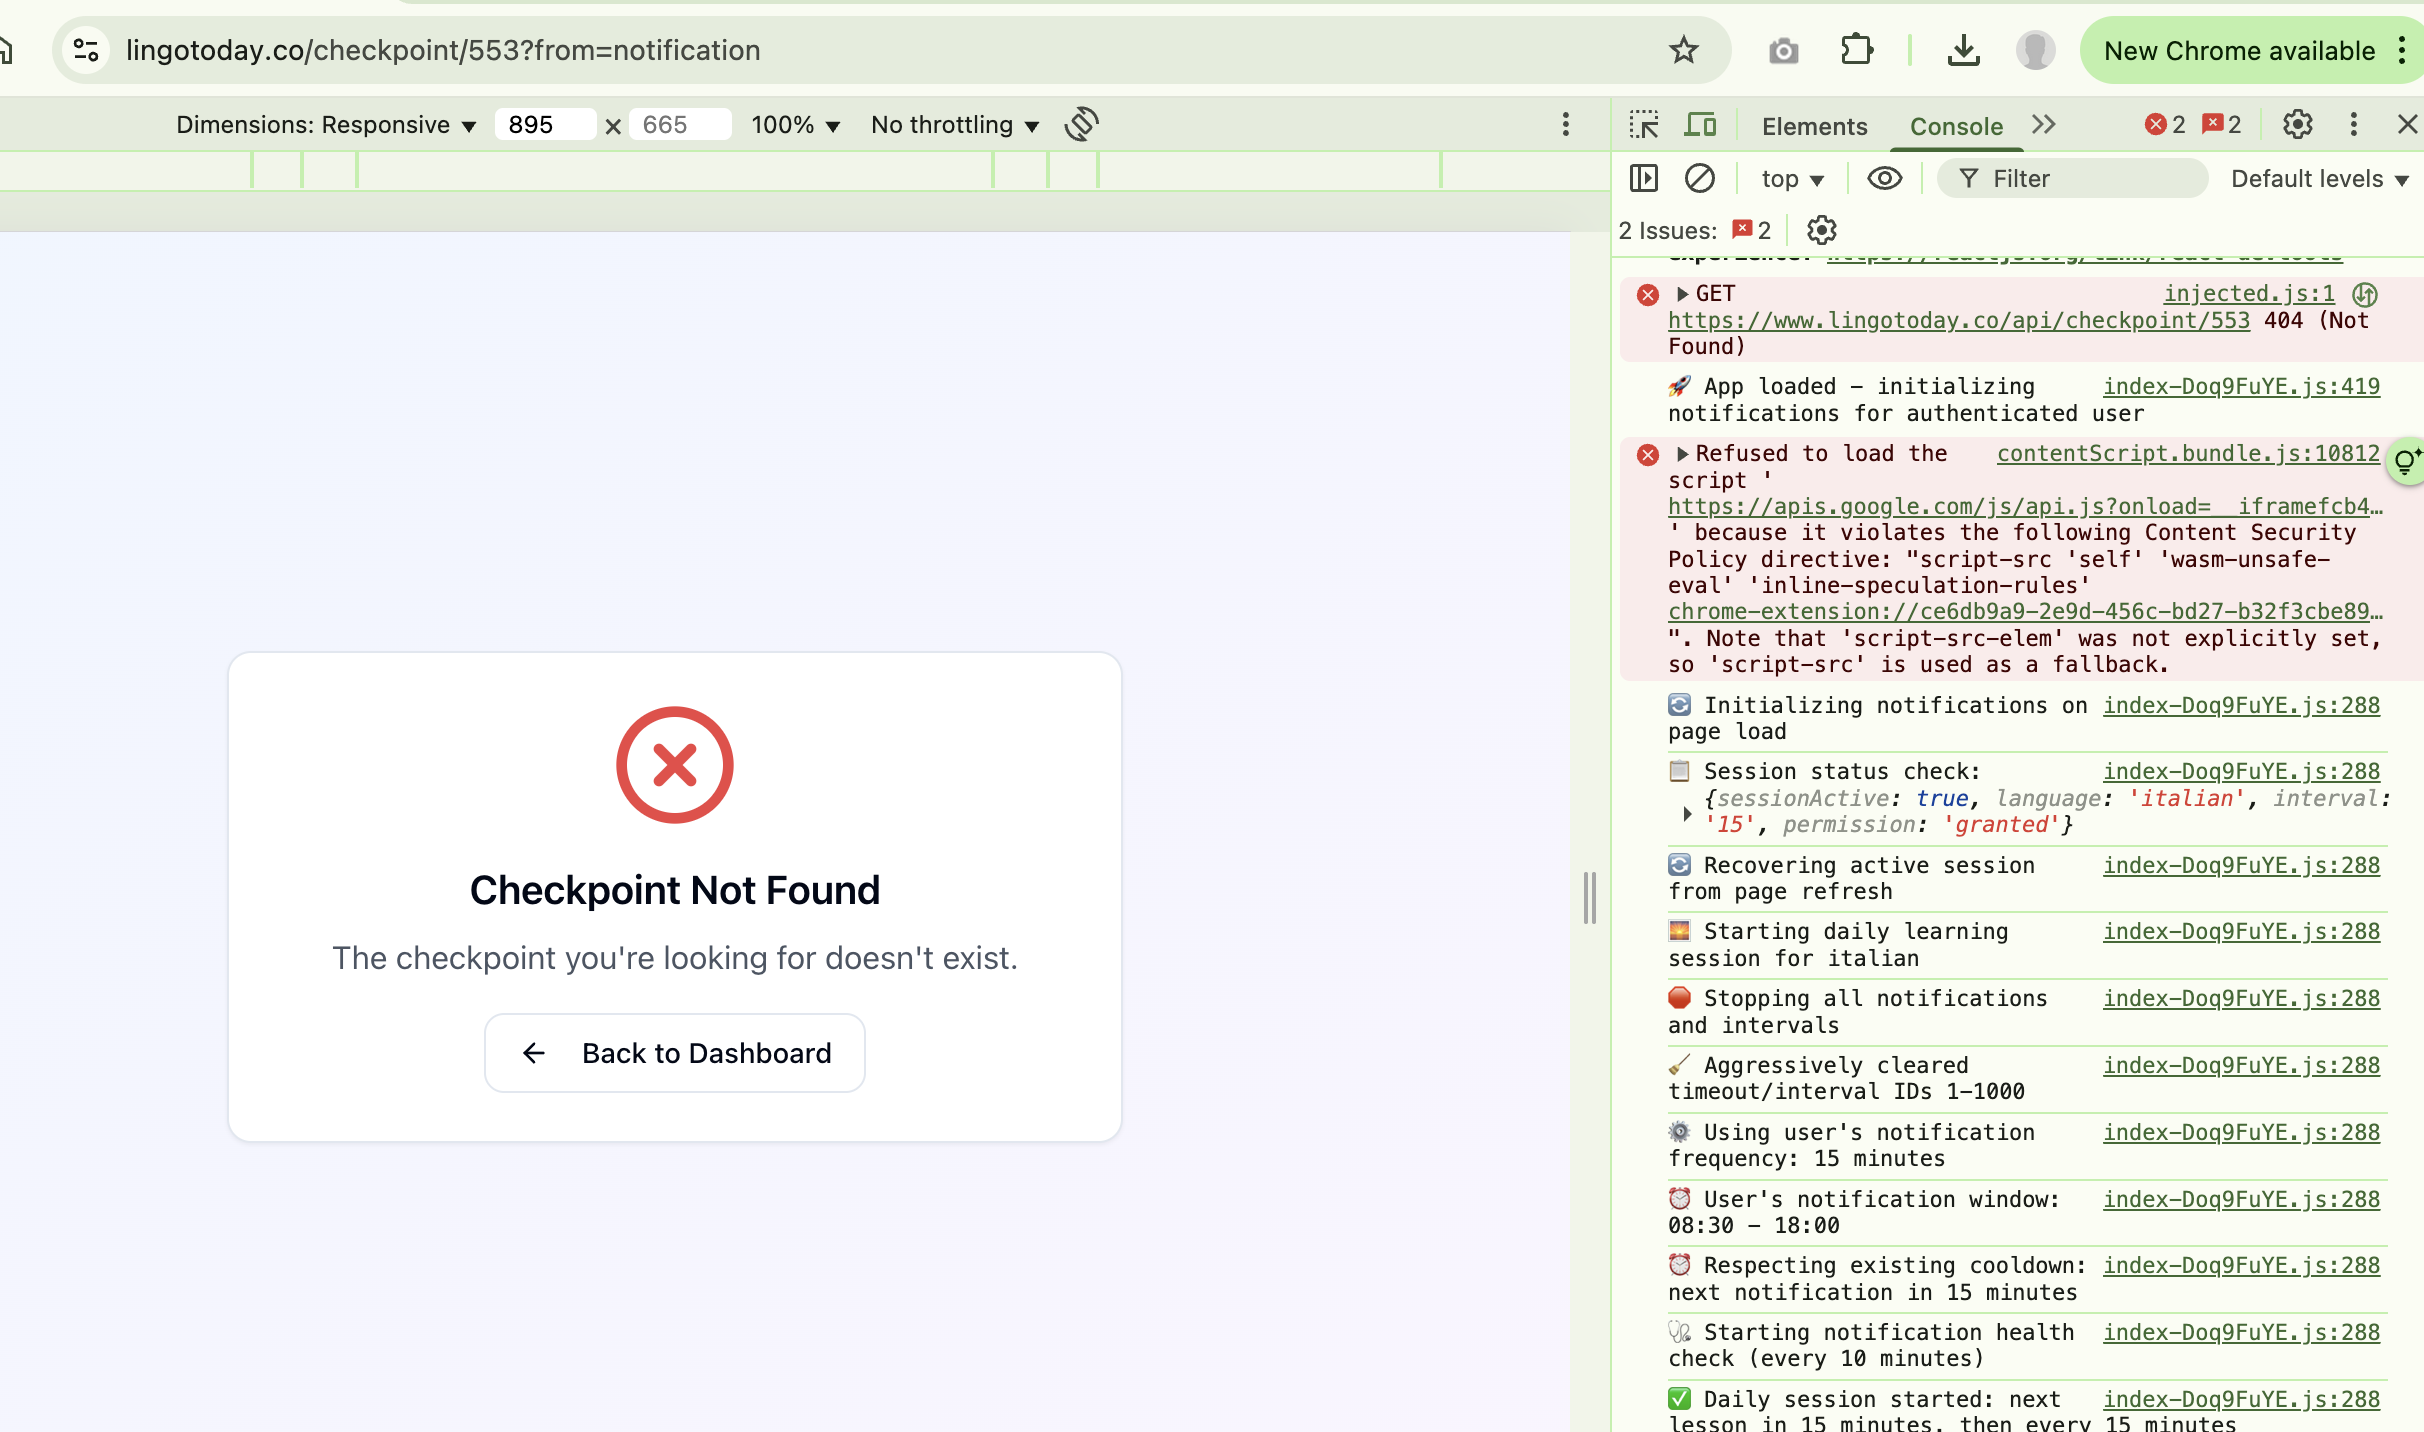 lingotoday.co/checkpoint/553?from=notification
New Chrome available
Dimensions: Responsive 895 × 665 100% No throttling
Elements Console 2 2
top Filter Default levels
2 Issues: 2
experience: https://reactjs.org/link/react-devtools
GET injected.js:1
https://www.lingotoday.co/api/checkpoint/553 404 (Not
Found)
🚀 App loaded – initializing index-Doq9FuYE.js:419
notifications for authenticated user
Refused to load the contentScript.bundle.js:10812
script '
https://apis.google.com/js/api.js?onload=__iframefcb4…
' because it violates the following Content Security
Policy directive: "script-src 'self' 'wasm-unsafe-
eval' 'inline-speculation-rules'
chrome-extension://ce6db9a9-2e9d-456c-bd27-b32f3cbe89…
". Note that 'script-src-elem' was not explicitly set,
so 'script-src' is used as a fallback.
🔄 Initializing notifications on index-Doq9FuYE.js:288
page load
📋 Session status check: index-Doq9FuYE.js:288
{sessionActive: true, language: 'italian', interval:
'15', permission: 'granted'}
🔄 Recovering active session index-Doq9FuYE.js:288
from page refresh
🌅 Starting daily learning index-Doq9FuYE.js:288
session for italian
🛑 Stopping all notifications index-Doq9FuYE.js:288
and intervals
🧹 Aggressively cleared index-Doq9FuYE.js:288
timeout/interval IDs 1-1000
⚙️ Using user's notification index-Doq9FuYE.js:288
frequency: 15 minutes
⏰ User's notification window: index-Doq9FuYE.js:288
08:30 - 18:00
⏰ Respecting existing cooldown: index-Doq9FuYE.js:288
next notification in 15 minutes
🩺 Starting notification health index-Doq9FuYE.js:288
check (every 10 minutes)
✅ Daily session started: next index-Doq9FuYE.js:288
lesson in 15 minutes, then every 15 minutes
Checkpoint Not Found
The checkpoint you're looking for doesn't exist.
← Back to Dashboard